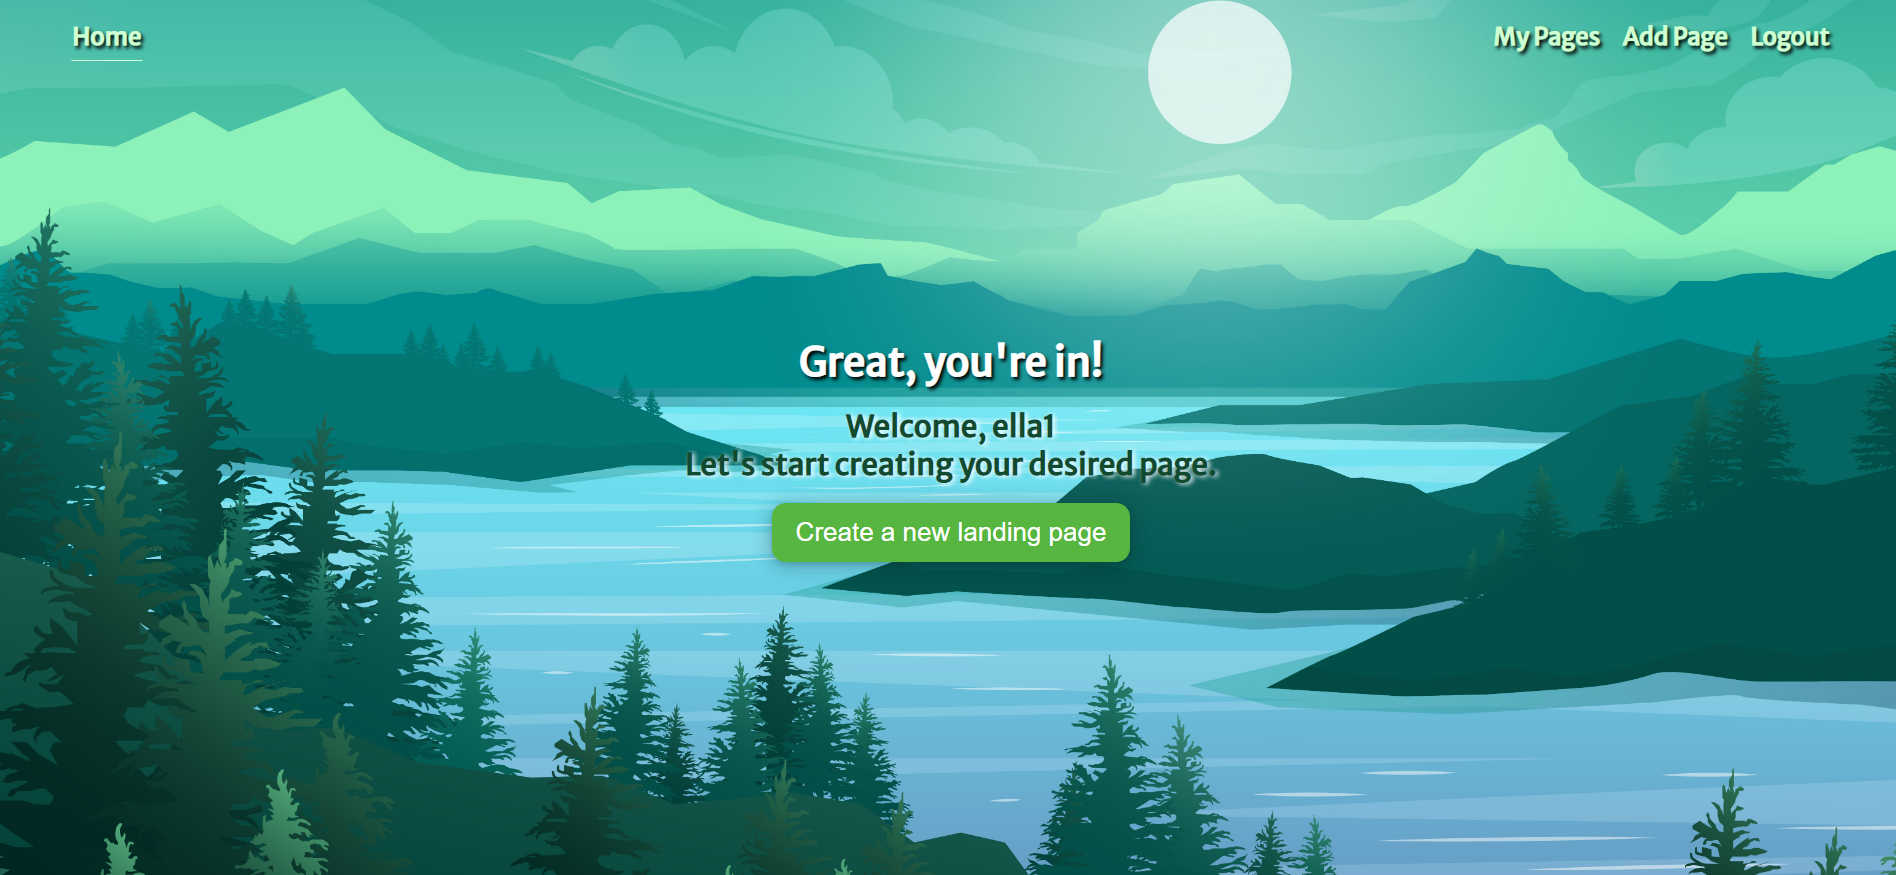 Home
My Pages
Add Page
Logout
Great, you're in!
Welcome, ella1
Let's start creating your desired page.
Create a new landing page